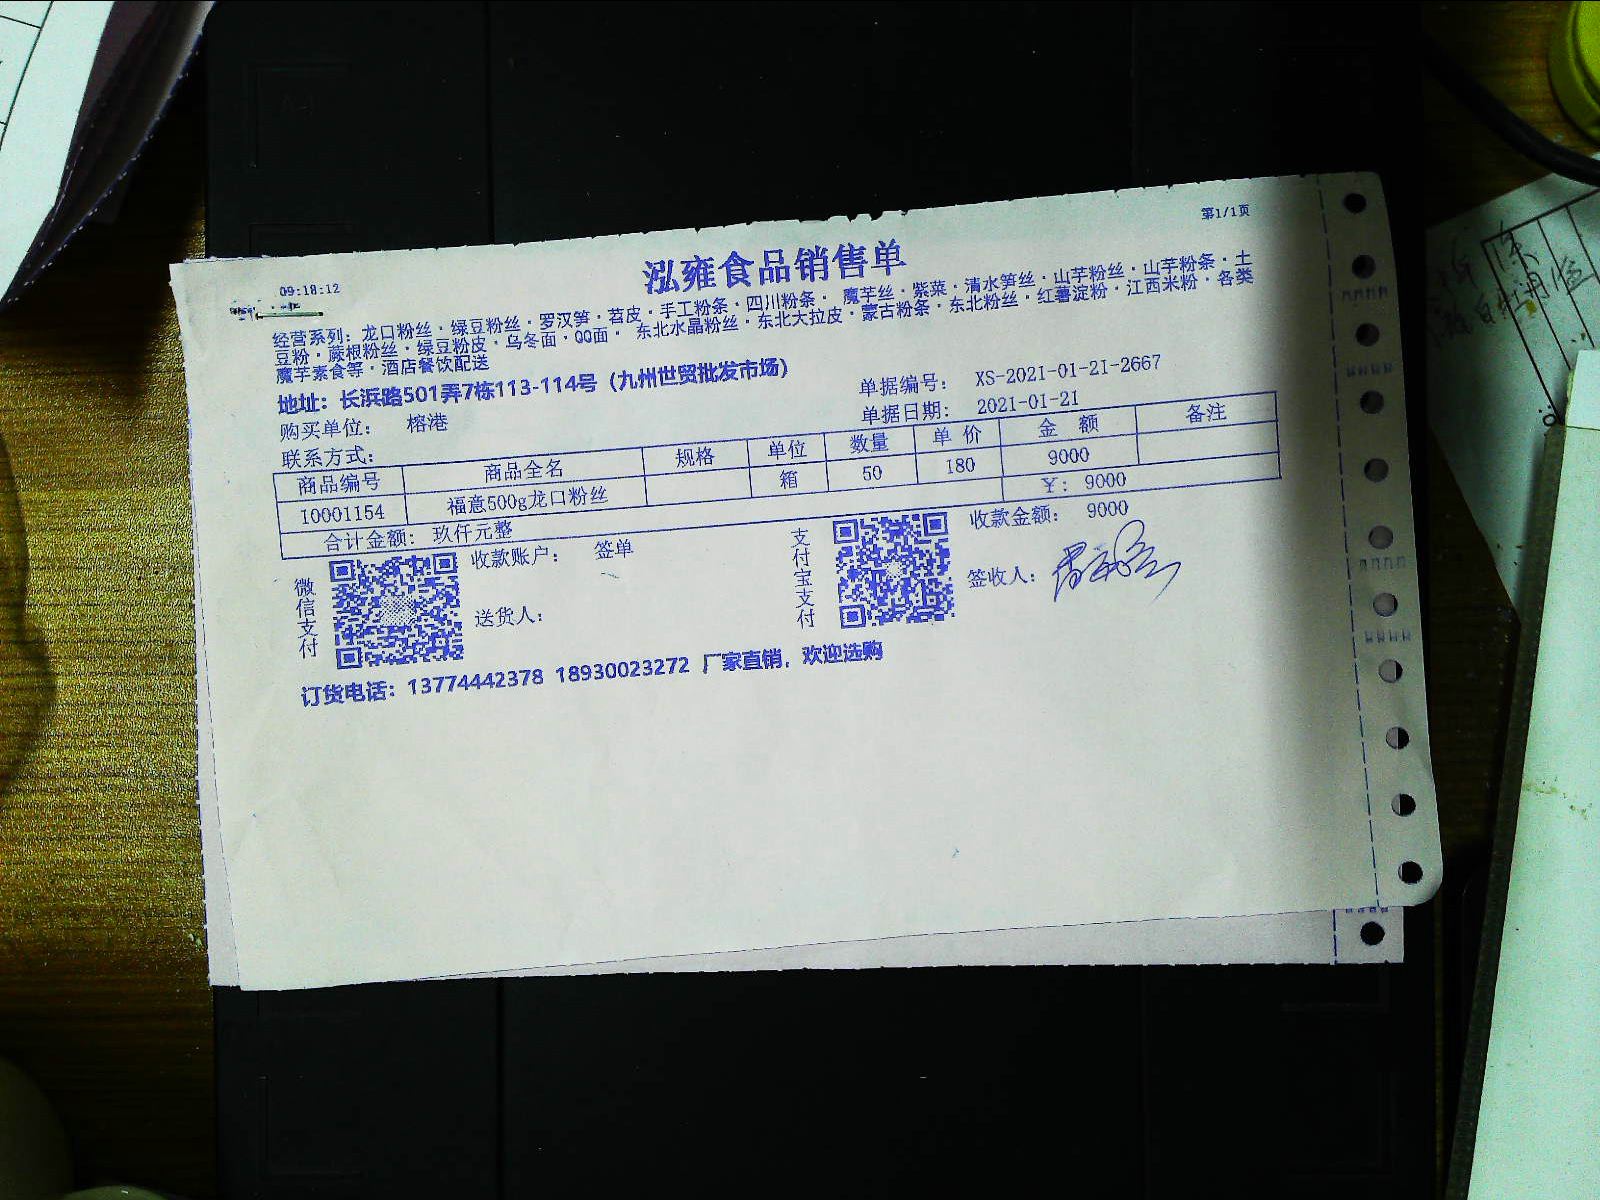 第1/1页
泓雍食品销售单
09:18:12
经营系列：龙口粉丝·绿豆粉丝·罗汉笋·苕皮·手工粉条·四川粉条· 魔芋丝·紫菜·清水笋丝·山芋粉丝·山芋粉条·土
豆粉·蕨根粉丝·绿豆粉皮·乌冬面·QQ面· 东北水晶粉丝·东北大拉皮·蒙古粉条·东北粉丝·红薯淀粉·江西米粉·各类
魔芋素食等·酒店餐饮配送
地址：长浜路501弄7栋113-114号（九州世贸批发市场）
单据编号： XS-2021-01-21-2667
购买单位： 榕港
单据日期： 2021-01-21
联系方式：
商品编号 商品全名 规格 单位 数量 单 价 金 额 备注
10001154 福意500g龙口粉丝 箱 50 180 9000
合计金额：玖仟元整 ￥：9000
微信支付
收款账户： 签单
支付宝支付
收款金额： 9000
送货人：
签收人：
订货电话：13774442378 18930023272 厂家直销，欢迎选购